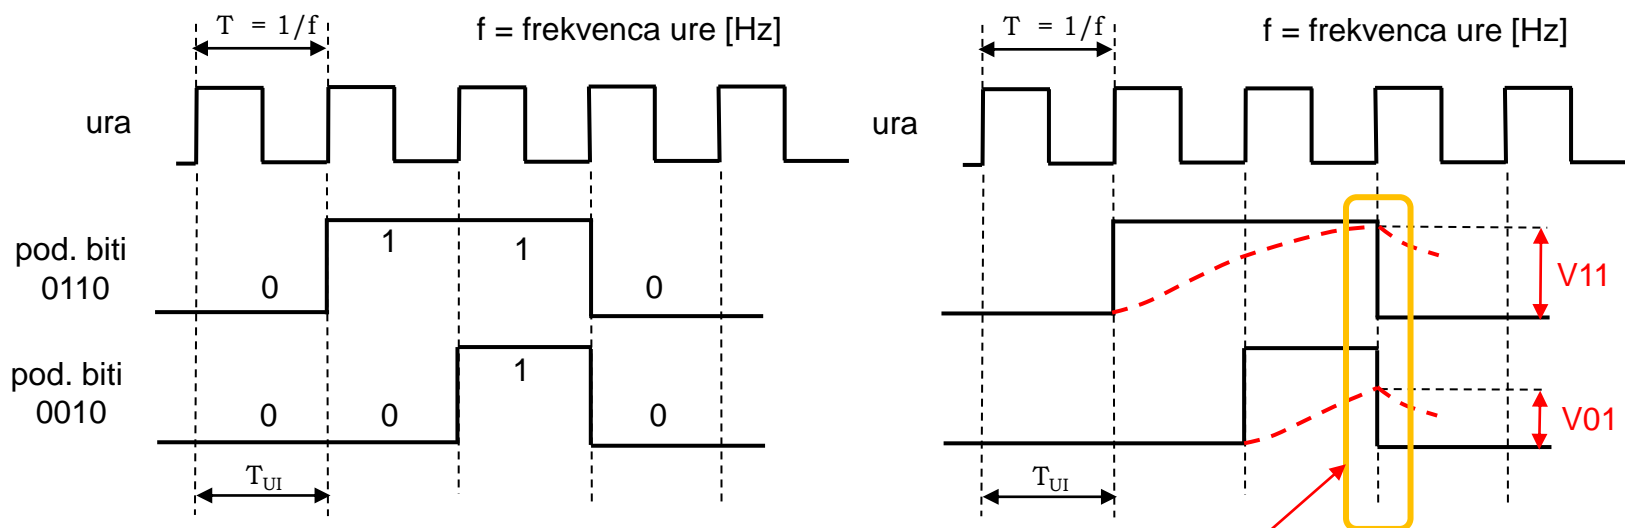 T = 1/f
f = frekvenca ure [Hz]
ura
pod. biti
0110
0
1
1
0
pod. biti
0010
0
0
1
0
T_UI
T = 1/f
f = frekvenca ure [Hz]
ura
V11
V01
T_UI